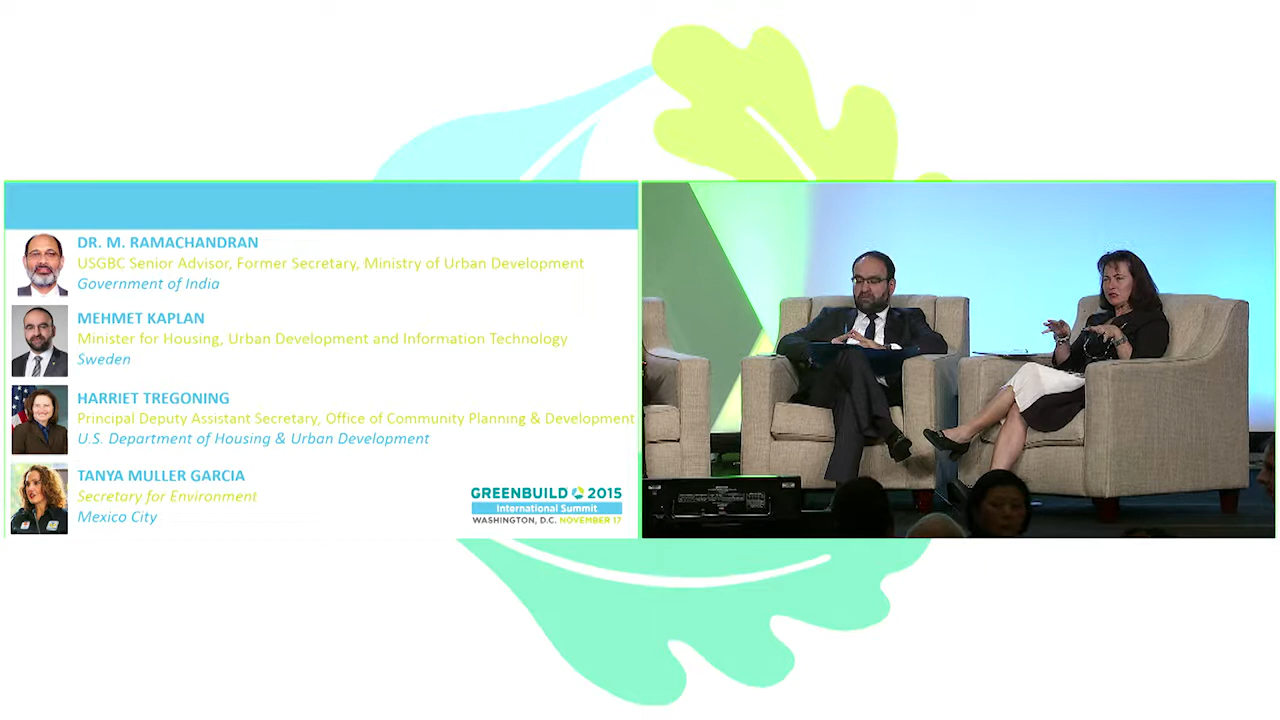 DR. M. RAMACHANDRAN
USGBC Senior Advisor, Former Secretary, Ministry of Urban Development
Government of India
MEHMET KAPLAN
Minister for Housing, Urban Development and Information Technology
Sweden
HARRIET TREGONING
Principal Deputy Assistant Secretary, Office of Community Planning & Development
U.S. Department of Housing & Urban Development
TANYA MULLER GARCIA
Secretary for Environment
Mexico City
GREENBUILD 2015
International Summit
WASHINGTON, D.C. NOVEMBER 17